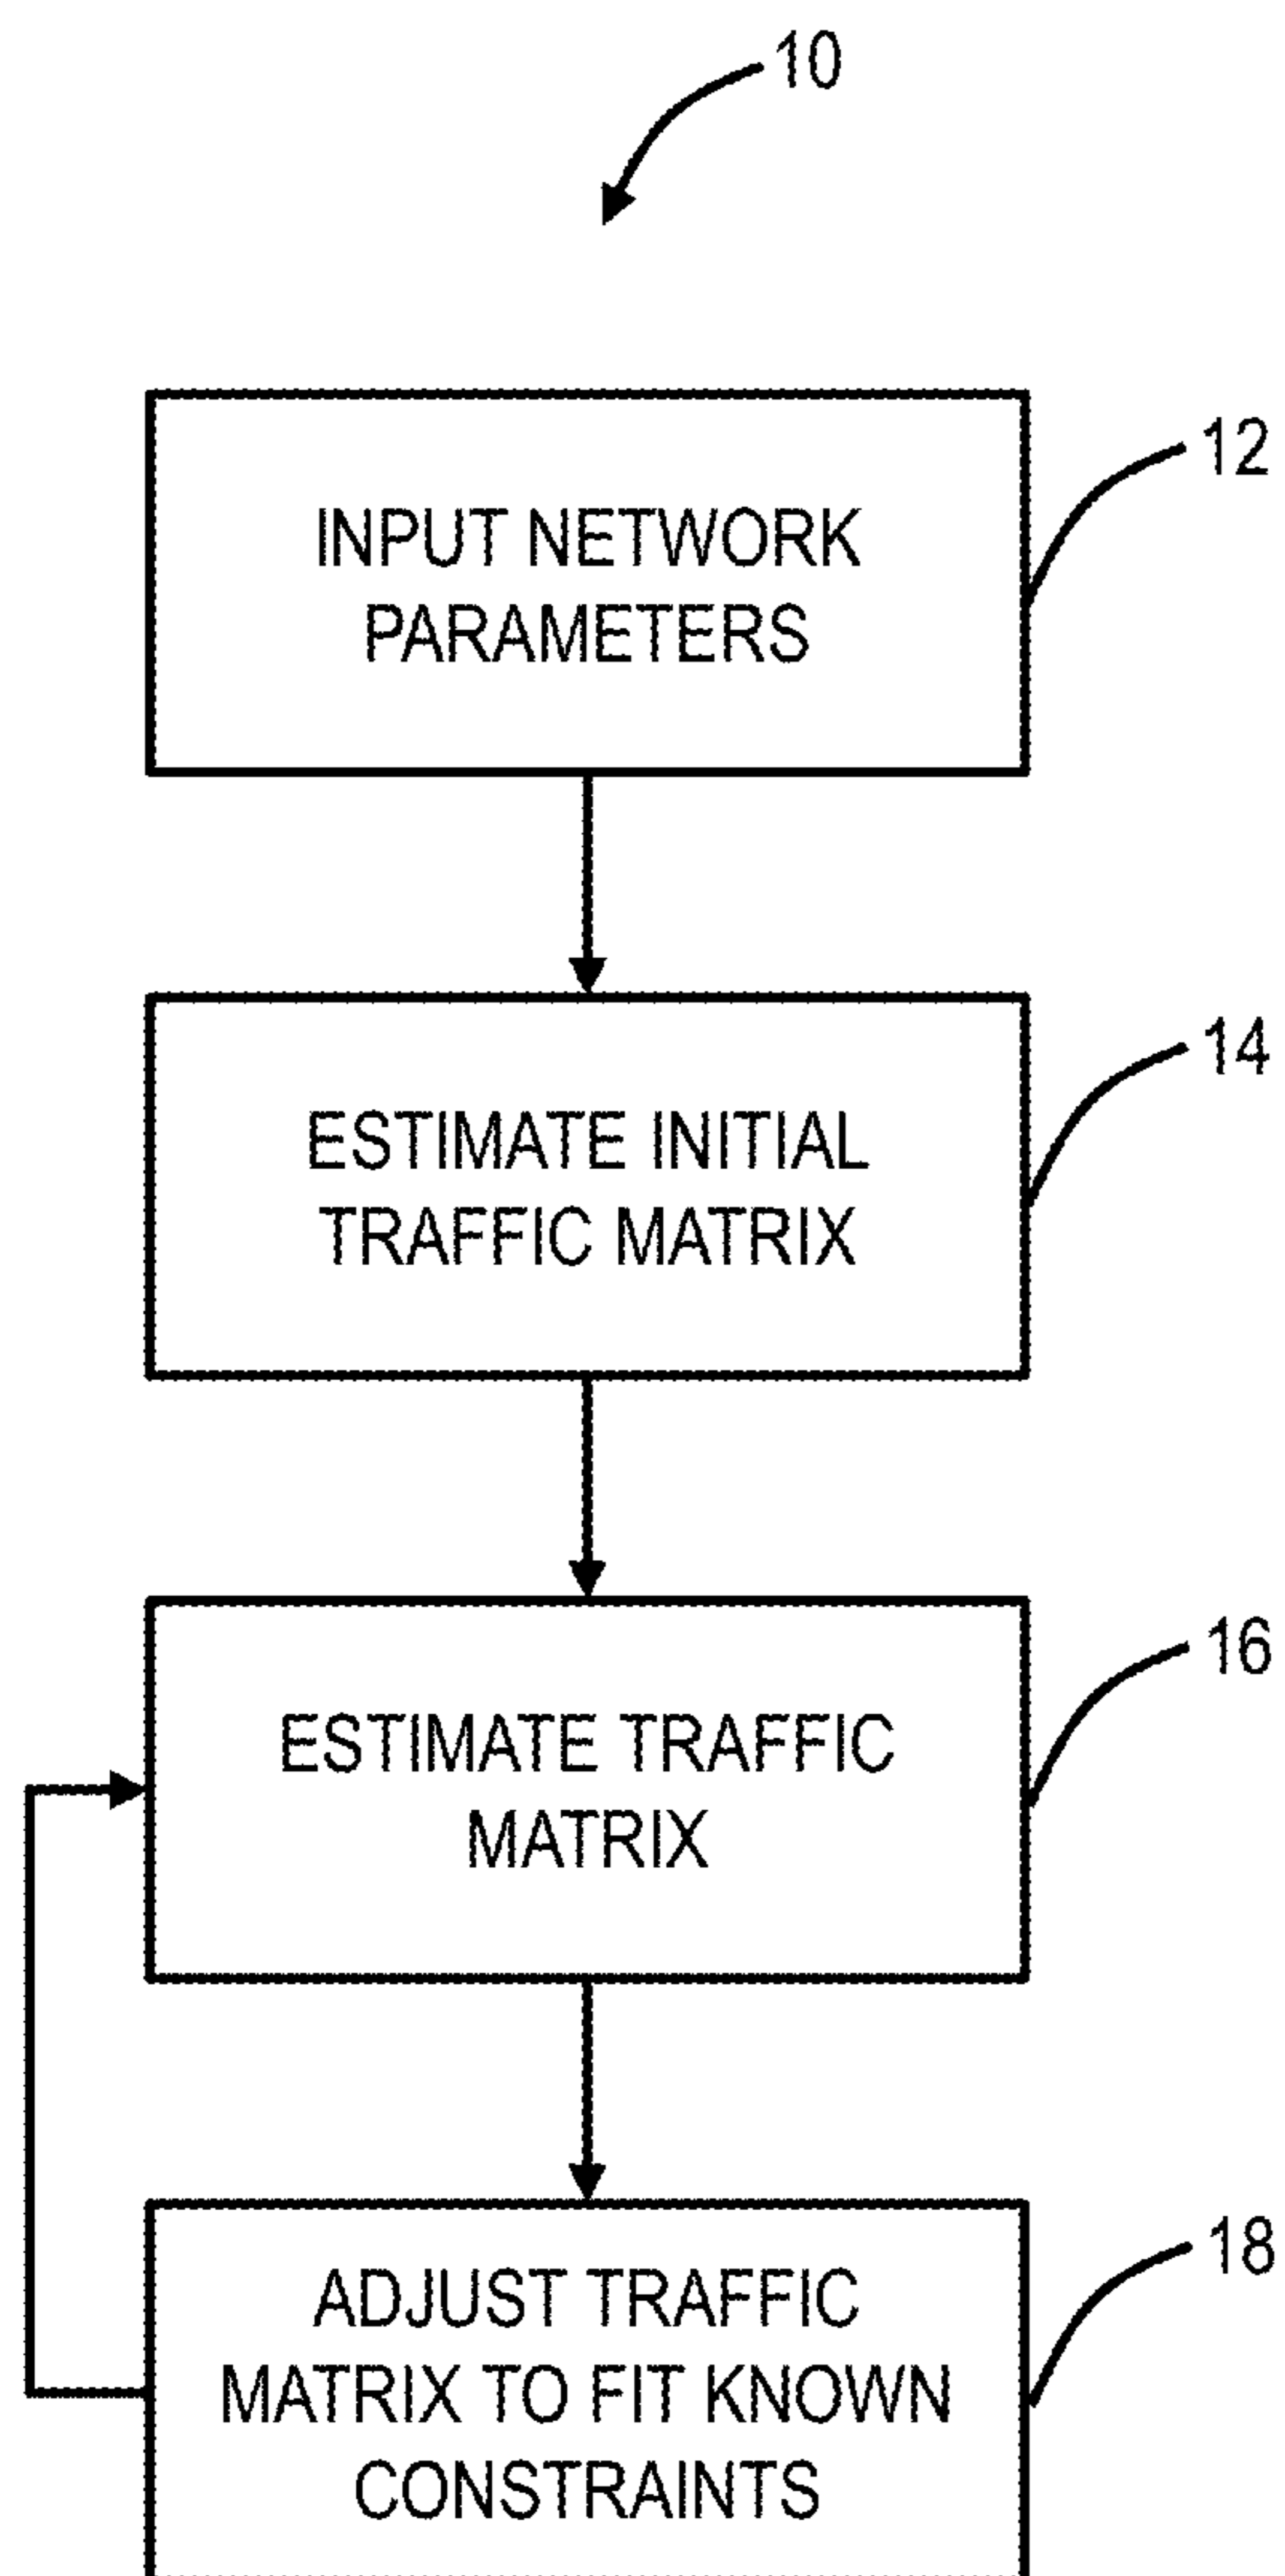 10
INPUT NETWORK
PARAMETERS
12
ESTIMATE INITIAL
TRAFFIC MATRIX
14
ESTIMATE TRAFFIC
MATRIX
16
ADJUST TRAFFIC
MATRIX TO FIT KNOWN
CONSTRAINTS
18